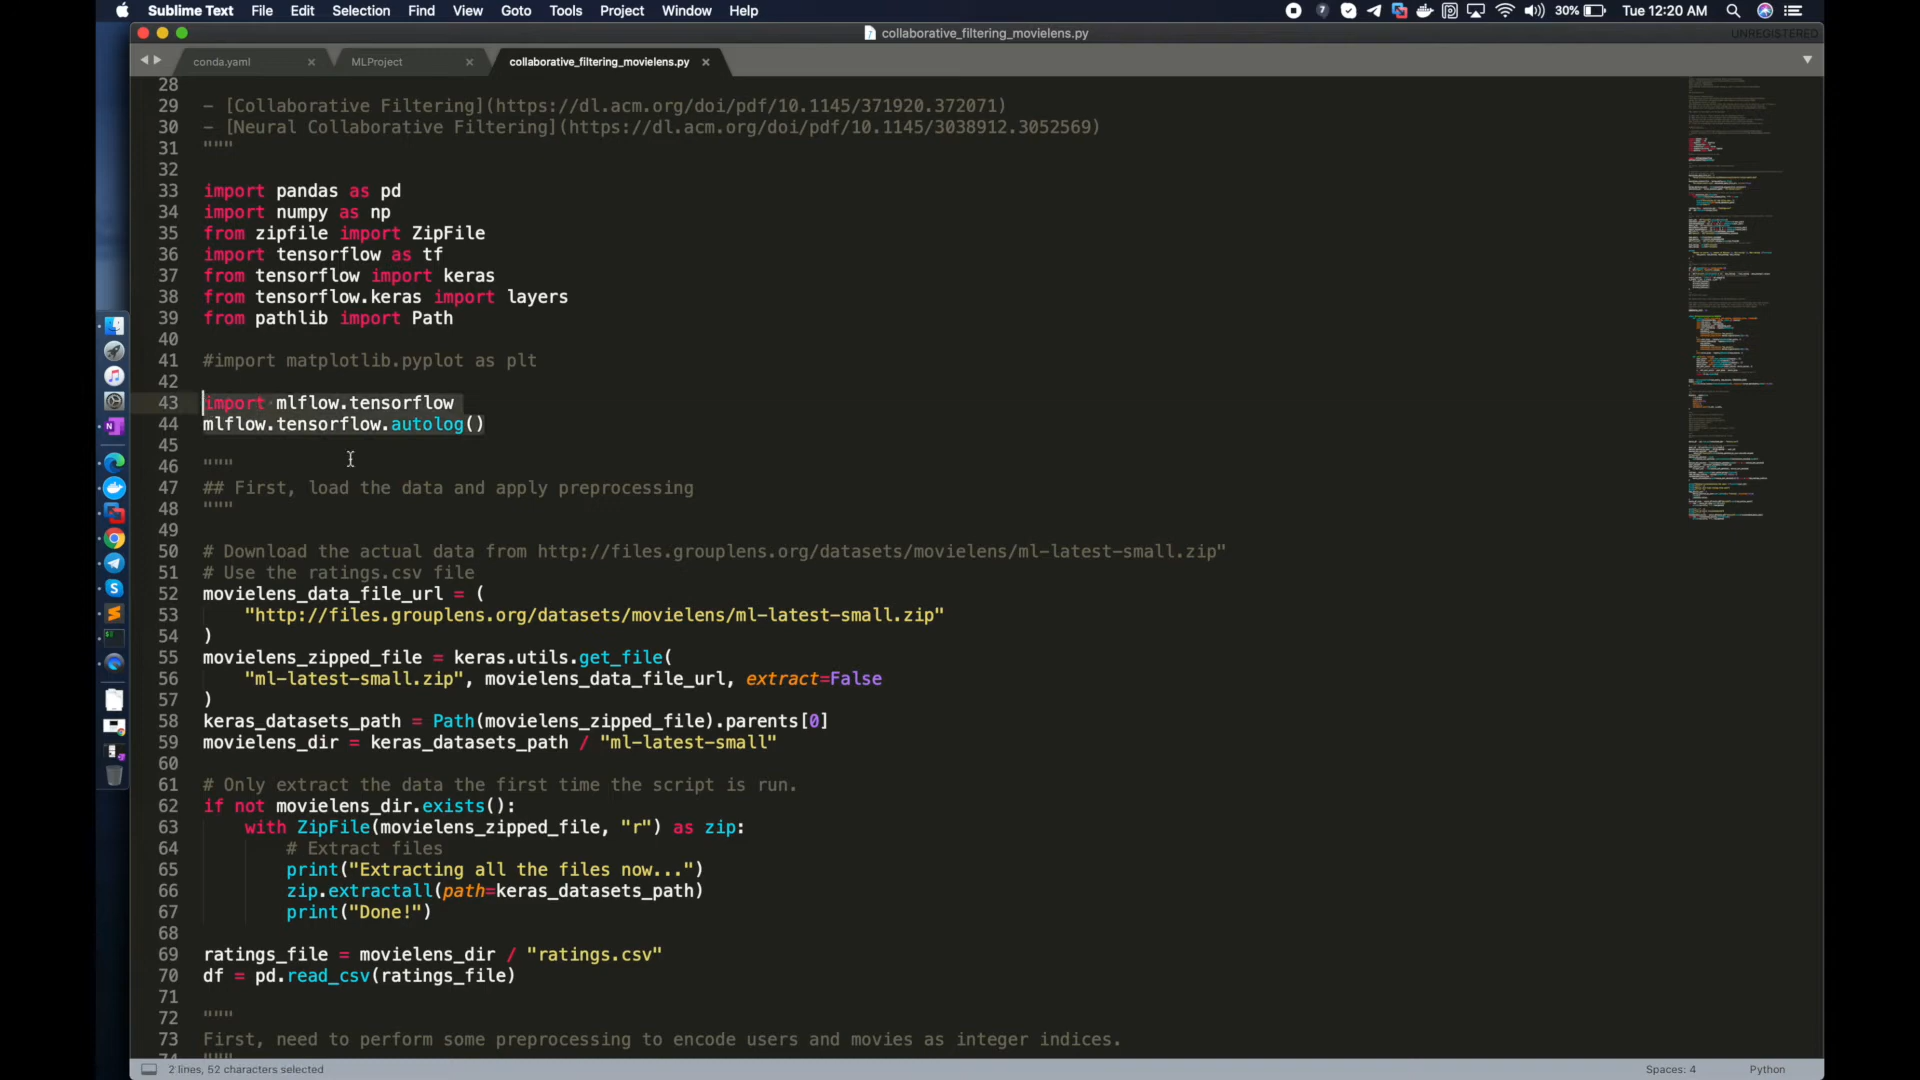 Sublime Text File Edit Selection Find View Goto Tools Project Window Help 30% Tue 12:20 AM
collaborative_filtering_movielens.py UNREGISTERED
conda.yaml MLProject collaborative_filtering_movielens.py
28
29 - [Collaborative Filtering](https://dl.acm.org/doi/pdf/10.1145/371920.372071)
30 - [Neural Collaborative Filtering](https://dl.acm.org/doi/pdf/10.1145/3038912.3052569)
31 """
32
33 import pandas as pd
34 import numpy as np
35 from zipfile import ZipFile
36 import tensorflow as tf
37 from tensorflow import keras
38 from tensorflow.keras import layers
39 from pathlib import Path
40
41 #import matplotlib.pyplot as plt
42
43 import mlflow.tensorflow
44 mlflow.tensorflow.autolog()
45
46 """
47 ## First, load the data and apply preprocessing
48 """
49
50 # Download the actual data from http://files.grouplens.org/datasets/movielens/ml-latest-small.zip"
51 # Use the ratings.csv file
52 movielens_data_file_url = (
53 "http://files.grouplens.org/datasets/movielens/ml-latest-small.zip"
54 )
55 movielens_zipped_file = keras.utils.get_file(
56 "ml-latest-small.zip", movielens_data_file_url, extract=False
57 )
58 keras_datasets_path = Path(movielens_zipped_file).parents[0]
59 movielens_dir = keras_datasets_path / "ml-latest-small"
60
61 # Only extract the data the first time the script is run.
62 if not movielens_dir.exists():
63 with ZipFile(movielens_zipped_file, "r") as zip:
64 # Extract files
65 print("Extracting all the files now...")
66 zip.extractall(path=keras_datasets_path)
67 print("Done!")
68
69 ratings_file = movielens_dir / "ratings.csv"
70 df = pd.read_csv(ratings_file)
71
72 """
73 First, need to perform some preprocessing to encode users and movies as integer indices.
74 """
2 lines, 52 characters selected Spaces: 4 Python